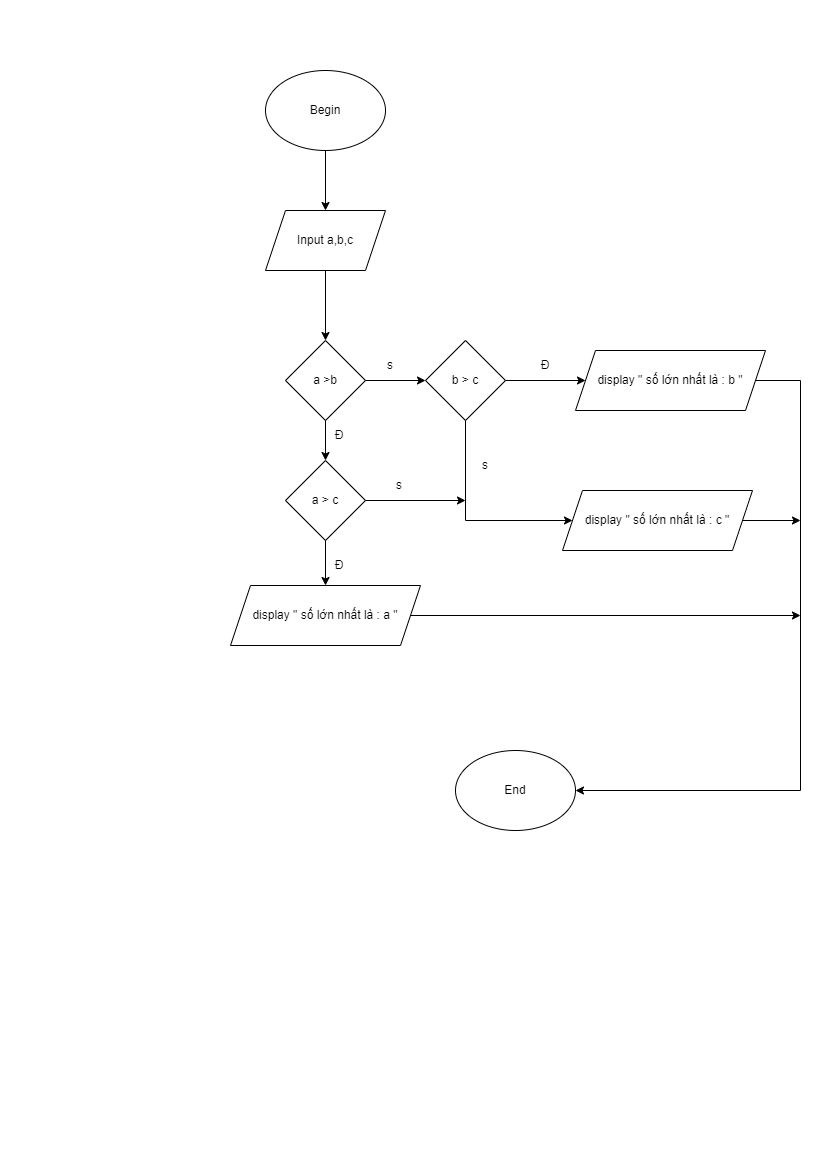 Begin
Input a,b,c
a >b
s
b > c
Đ
display " số lớn nhất là : b "
Đ
a > c
s
s
display " số lớn nhất là : c "
Đ
display " số lớn nhất là : a "
End